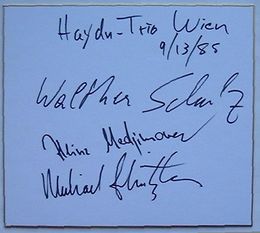 Haydn-Trio Wien
9/13/85
Walther Schulz
Heinz Medjimorec
Michael